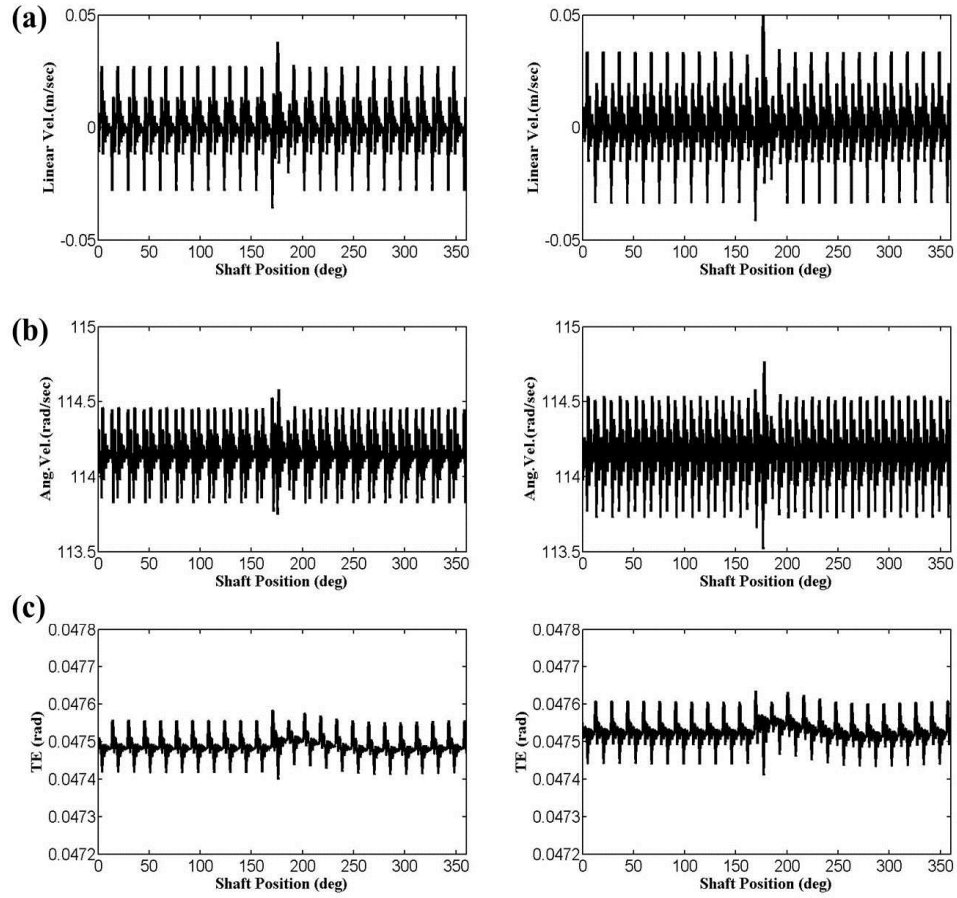 (a)
0.05
0
-0.05
Linear Vel.(m/sec)
0 50 100 150 200 250 300 350
Shaft Position (deg)
0.05
0
-0.05
Linear Vel.(m/sec)
0 50 100 150 200 250 300 350
Shaft Position (deg)
(b)
115
114.5
114
113.5
Ang.Vel.(rad/sec)
0 50 100 150 200 250 300 350
Shaft Position (deg)
115
114.5
114
113.5
Ang.Vel.(rad/sec)
0 50 100 150 200 250 300 350
Shaft Position (deg)
(c)
0.0478
0.0477
0.0476
0.0475
0.0474
0.0473
0.0472
TE (rad)
0 50 100 150 200 250 300 350
Shaft Position (deg)
0.0478
0.0477
0.0476
0.0475
0.0474
0.0473
0.0472
TE (rad)
0 50 100 150 200 250 300 350
Shaft Position (deg)